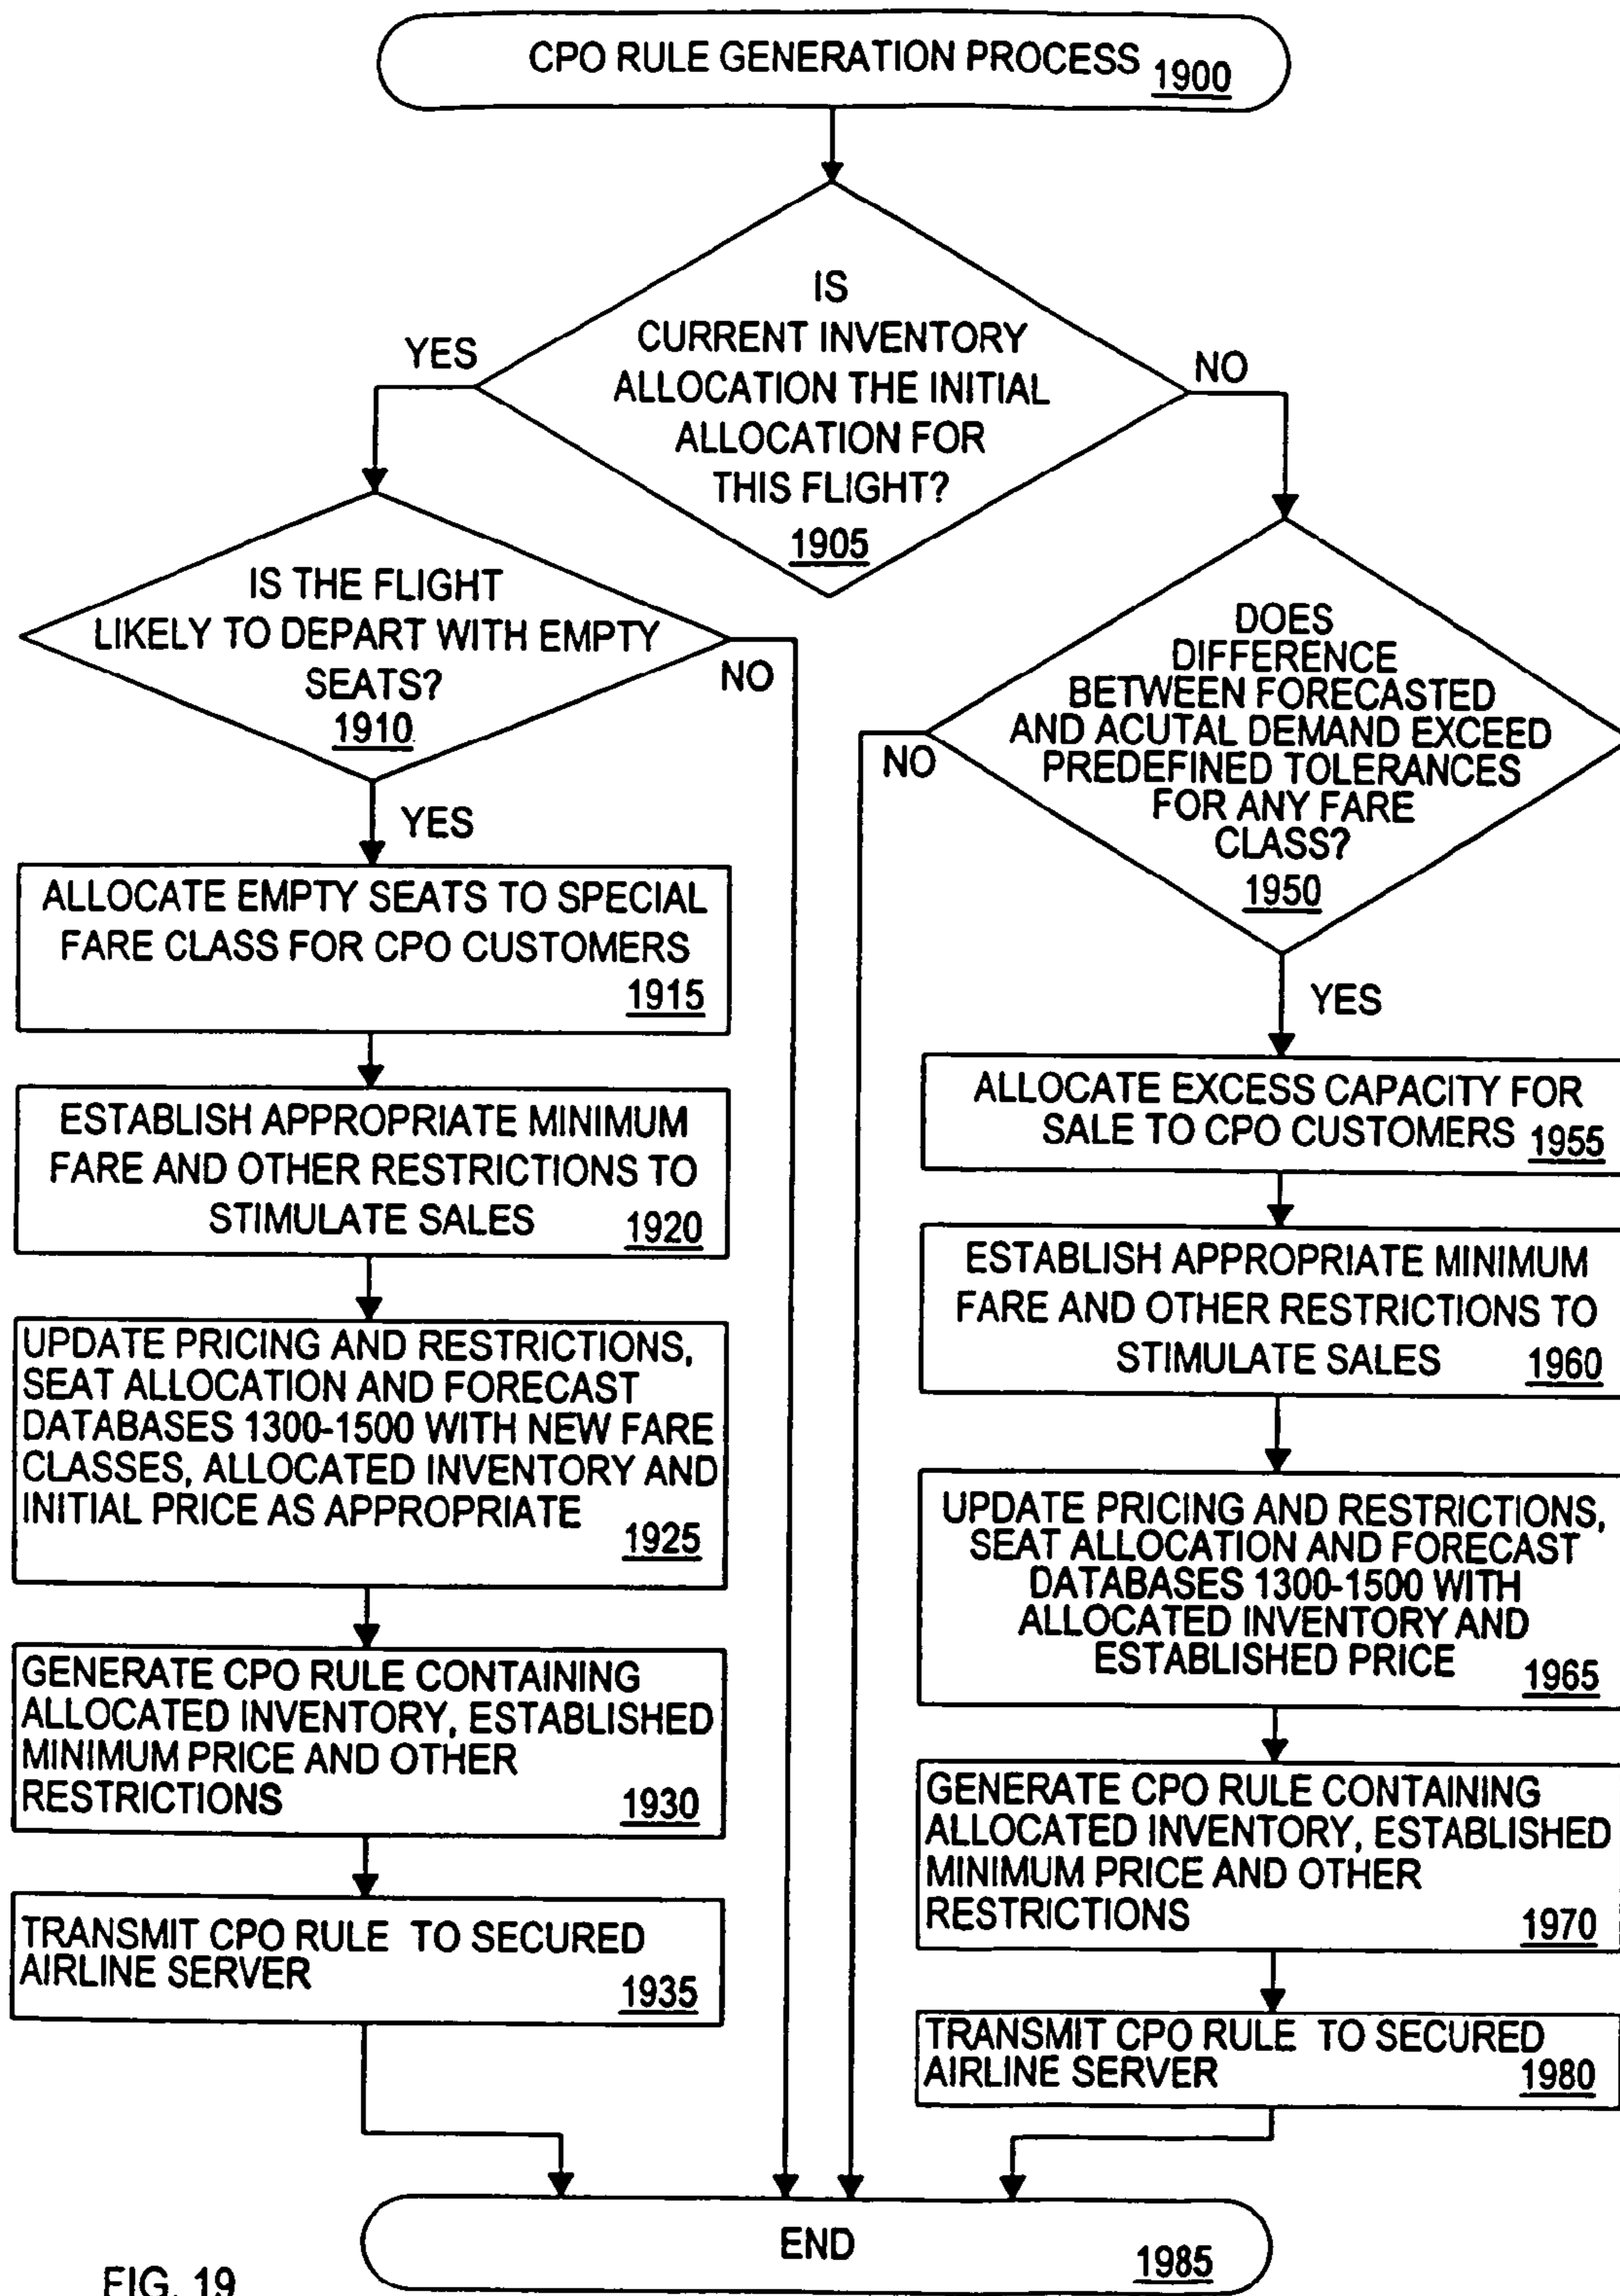 CPO RULE GENERATION PROCESS 1900
IS
CURRENT INVENTORY
ALLOCATION THE INITIAL
ALLOCATION FOR
THIS FLIGHT?
1905
YES
NO
IS THE FLIGHT
LIKELY TO DEPART WITH EMPTY
SEATS?
1910
NO
YES
ALLOCATE EMPTY SEATS TO SPECIAL
FARE CLASS FOR CPO CUSTOMERS
1915
ESTABLISH APPROPRIATE MINIMUM
FARE AND OTHER RESTRICTIONS TO
STIMULATE SALES 1920
UPDATE PRICING AND RESTRICTIONS,
SEAT ALLOCATION AND FORECAST
DATABASES 1300-1500 WITH NEW FARE
CLASSES, ALLOCATED INVENTORY AND
INITIAL PRICE AS APPROPRIATE 1925
GENERATE CPO RULE CONTAINING
ALLOCATED INVENTORY, ESTABLISHED
MINIMUM PRICE AND OTHER
RESTRICTIONS 1930
TRANSMIT CPO RULE TO SECURED
AIRLINE SERVER 1935
DOES
DIFFERENCE
BETWEEN FORECASTED
AND ACUTAL DEMAND EXCEED
PREDEFINED TOLERANCES
FOR ANY FARE
CLASS?
1950
NO
YES
ALLOCATE EXCESS CAPACITY FOR
SALE TO CPO CUSTOMERS 1955
ESTABLISH APPROPRIATE MINIMUM
FARE AND OTHER RESTRICTIONS TO
STIMULATE SALES 1960
UPDATE PRICING AND RESTRICTIONS,
SEAT ALLOCATION AND FORECAST
DATABASES 1300-1500 WITH
ALLOCATED INVENTORY AND
ESTABLISHED PRICE 1965
GENERATE CPO RULE CONTAINING
ALLOCATED INVENTORY, ESTABLISHED
MINIMUM PRICE AND OTHER
RESTRICTIONS 1970
TRANSMIT CPO RULE TO SECURED
AIRLINE SERVER 1980
END 1985
FIG. 19